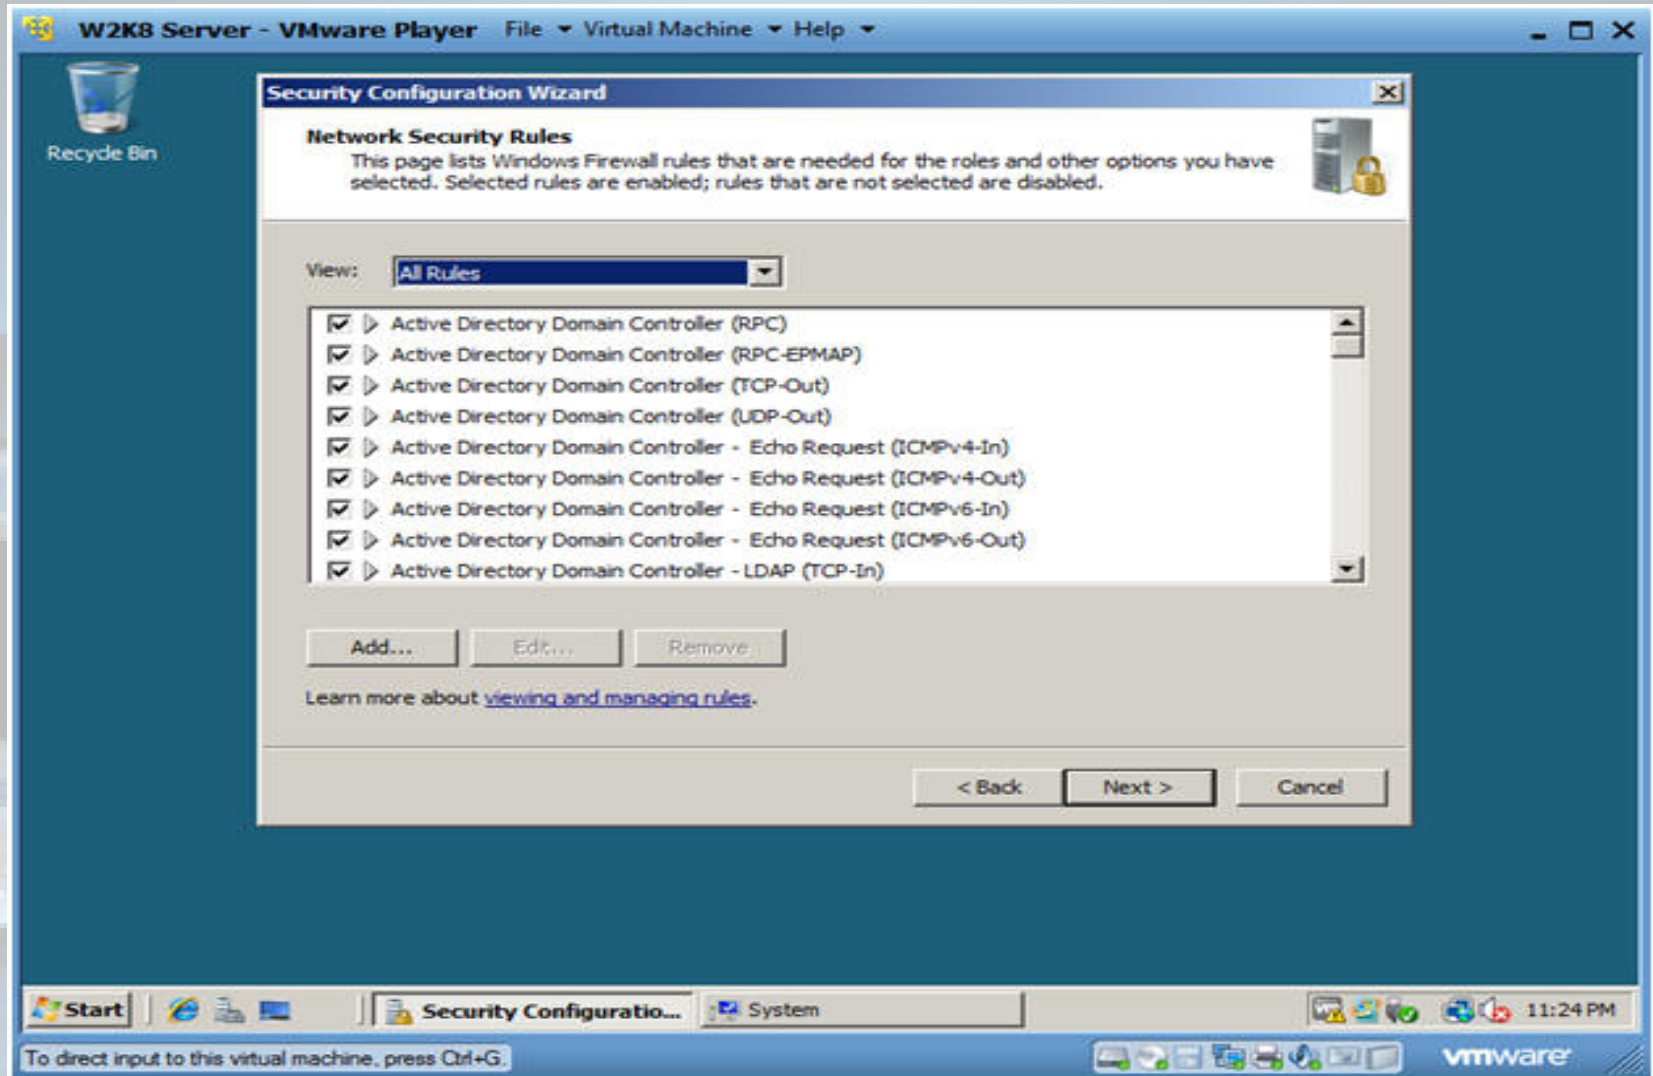 W2K8 Server - VMware Player File Virtual Machine Help
Recycle Bin
Security Configuration Wizard
Network Security Rules
This page lists Windows Firewall rules that are needed for the roles and other options you have
selected. Selected rules are enabled; rules that are not selected are disabled.
View: All Rules
Active Directory Domain Controller (RPC)
Active Directory Domain Controller (RPC-EPMAP)
Active Directory Domain Controller (TCP-Out)
Active Directory Domain Controller (UDP-Out)
Active Directory Domain Controller - Echo Request (ICMPv4-In)
Active Directory Domain Controller - Echo Request (ICMPv4-Out)
Active Directory Domain Controller - Echo Request (ICMPv6-In)
Active Directory Domain Controller - Echo Request (ICMPv6-Out)
Active Directory Domain Controller - LDAP (TCP-In)
Add... Edit... Remove
Learn more about viewing and managing rules.
< Back Next > Cancel
Start Security Configuratio... System 11:24 PM
To direct input to this virtual machine, press Ctrl+G. vmware